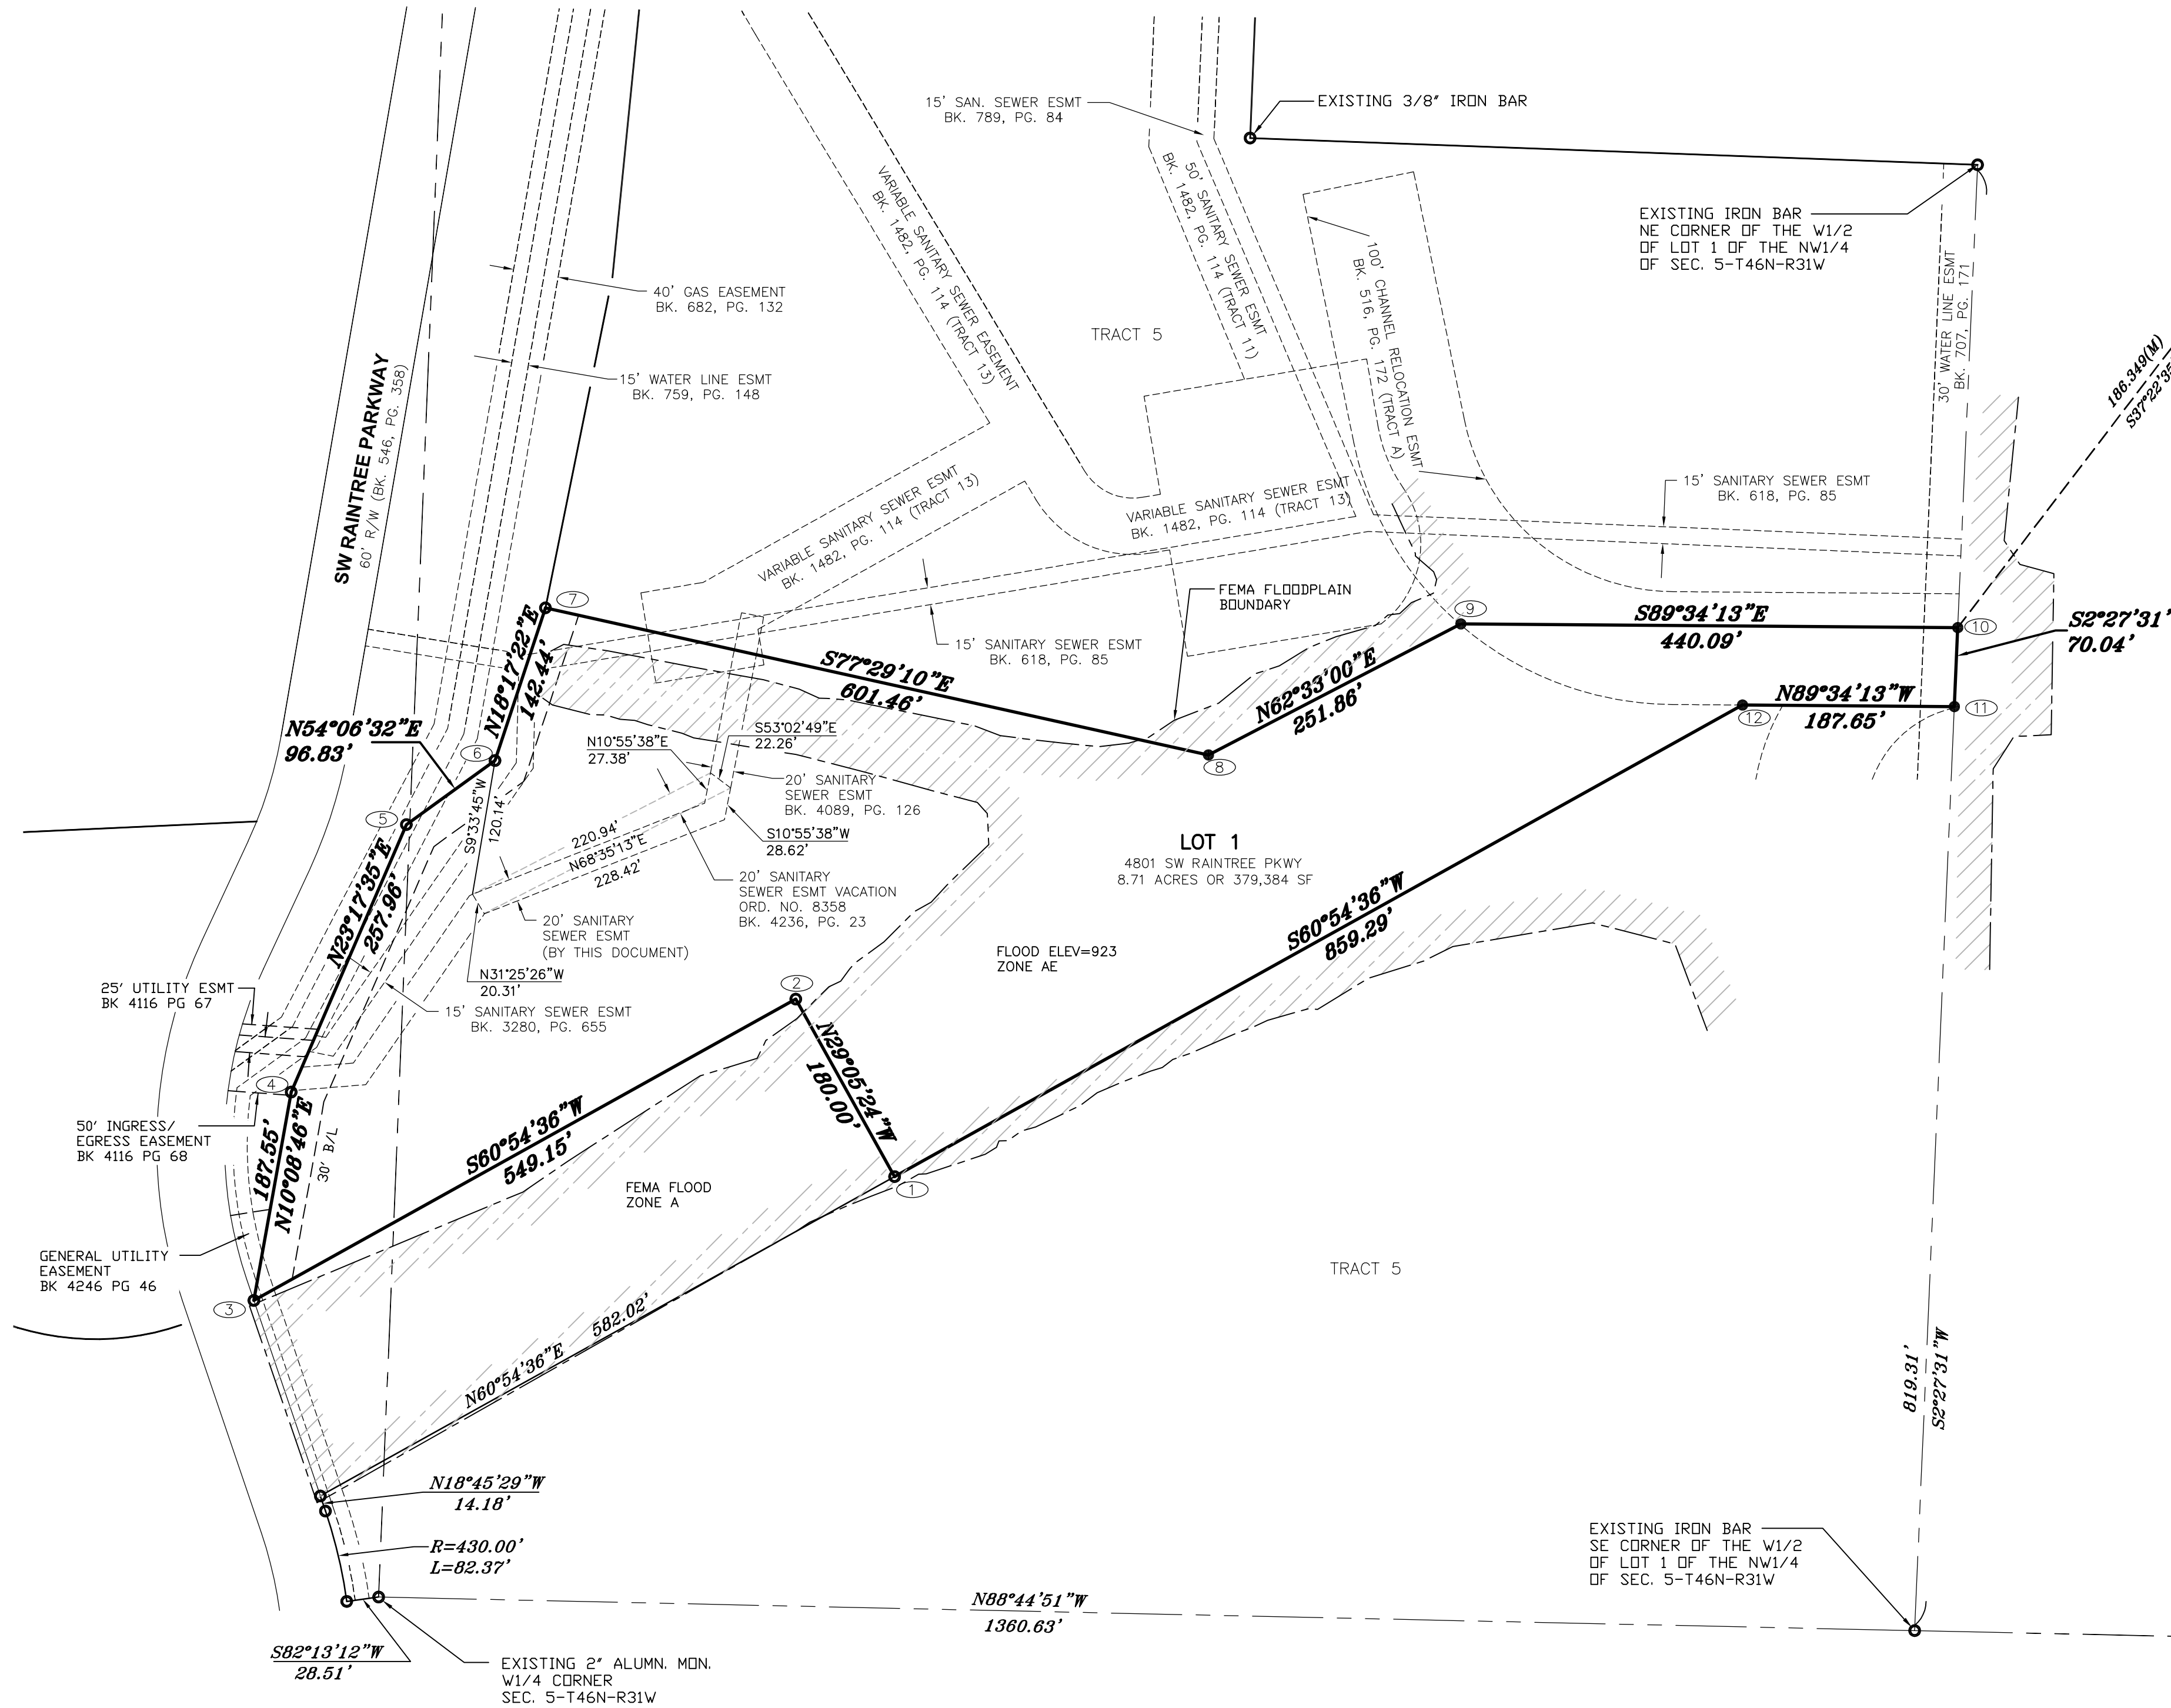 15' SAN. SEWER ESMT
BK. 789, PG. 84
EXISTING 3/8" IRON BAR
VARIABLE SANITARY SEWER EASEMENT
BK. 1482, PG. 114 (TRACT 13)
50' SANITARY SEWER ESMT
BK. 1482, PG. 114 (TRACT 11)
100' CHANNEL RELOCATION ESMT
BK. 516, PG. 172 (TRACT A)
EXISTING IRON BAR
NE CORNER OF THE W1/2
OF LOT 1 OF THE NW1/4
OF SEC. 5-T46N-R31W
30' WATER LINE ESMT
BK. 707, PG. 171
186.349(M)
S37°22'35
40' GAS EASEMENT
BK. 682, PG. 132
TRACT 5
15' WATER LINE ESMT
BK. 759, PG. 148
SW RAINTREE PARKWAY
60' R/W (BK. 546, PG. 358)
VARIABLE SANITARY SEWER ESMT
BK. 1482, PG. 114 (TRACT 13)
VARIABLE SANITARY SEWER ESMT
BK. 1482, PG. 114 (TRACT 13)
15' SANITARY SEWER ESMT
BK. 618, PG. 85
FEMA FLOODPLAIN
BOUNDARY
7
9
10
S89°34'13"E
440.09'
S2°27'31"
70.04'
15' SANITARY SEWER ESMT
BK. 618, PG. 85
N18°17'22"E
142.44'
S77°29'10"E
601.46'
N62°33'00"E
251.86'
N89°34'13"W
187.65'
11
12
N54°06'32"E
96.83'
6
8
S53°02'49"E
22.26'
N10°55'38"E
27.38'
20' SANITARY
SEWER ESMT
BK. 4089, PG. 126
5
S9°33'45"W
120.14'
220.94'
N68°35'13"E
228.42'
S10°55'38"W
28.62'
LOT 1
4801 SW RAINTREE PKWY
8.71 ACRES OR 379,384 SF
20' SANITARY
SEWER ESMT VACATION
ORD. NO. 8358
BK. 4236, PG. 23
N23°17'35"E
257.96'
20' SANITARY
SEWER ESMT
(BY THIS DOCUMENT)
FLOOD ELEV=923
ZONE AE
S60°54'36"W
859.29'
N31°25'26"W
20.31'
25' UTILITY ESMT
BK 4116 PG 67
15' SANITARY SEWER ESMT
BK. 3280, PG. 655
2
N29°05'24"W
180.00'
4
50' INGRESS/
EGRESS EASEMENT
BK 4116 PG 68
187.55'
N10°08'46"E
30' B/L
S60°54'36"W
549.15'
FEMA FLOOD
ZONE A
1
GENERAL UTILITY
EASEMENT
BK 4246 PG 46
3
TRACT 5
N60°54'36"E
582.02'
819.31'
S2°27'31"W
N18°45'29"W
14.18'
R=430.00'
L=82.37'
EXISTING IRON BAR
SE CORNER OF THE W1/2
OF LOT 1 OF THE NW1/4
OF SEC. 5-T46N-R31W
N88°44'51"W
1360.63'
S82°13'12"W
28.51'
EXISTING 2" ALUMN. MON.
W1/4 CORNER
SEC. 5-T46N-R31W